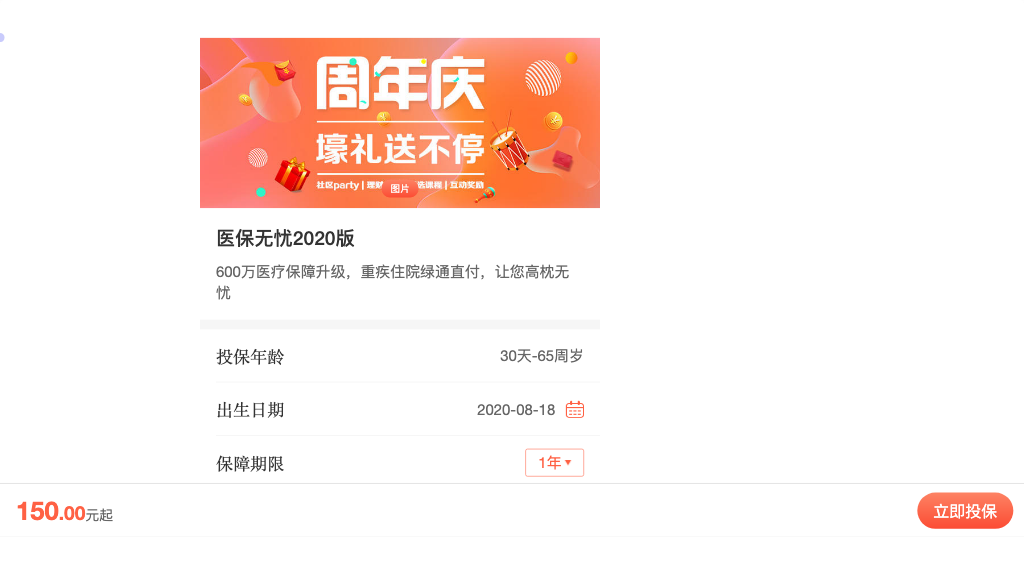 周年庆
壕礼送不停
社区party | 理财
图片
选课程 | 互动奖励
医保无忧2020版
600万医疗保障升级，重疾住院绿通直付，让您高枕无
忧
投保年龄
30天-65周岁
出生日期
2020-08-18
保障期限
1年
150.00元起
立即投保